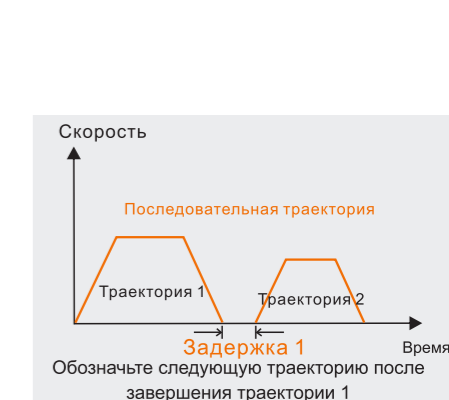 Скорость
Последовательная траектория
Траектория 1
Траектория 2
Задержка 1
Время
Обозначьте следующую траекторию после
завершения траектории 1